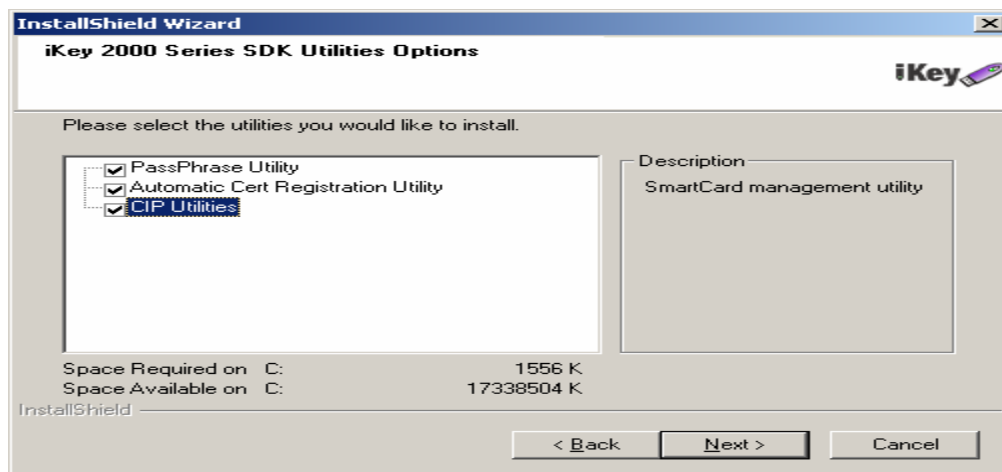 InstallShield Wizard
iKey 2000 Series SDK Utilities Options
iKey
Please select the utilities you would like to install.
PassPhrase Utility
Automatic Cert Registration Utility
CIP Utilities
Description
SmartCard management utility
Space Required on C: 1556 K
Space Available on C: 17338504 K
InstallShield
< Back Next > Cancel